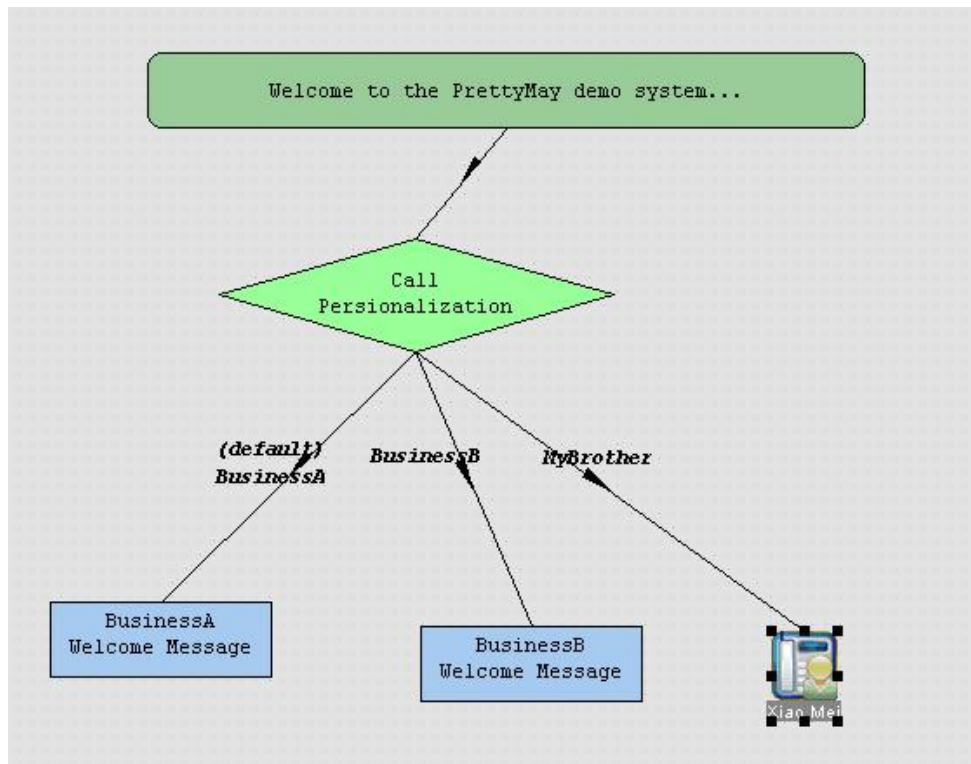 Welcome to the PrettyMay demo system...
Call
Persionalization
(default)
BusinessA
BusinessB
MyBrother
BusinessA
Welcome Message
BusinessB
Welcome Message
Xiao Mei